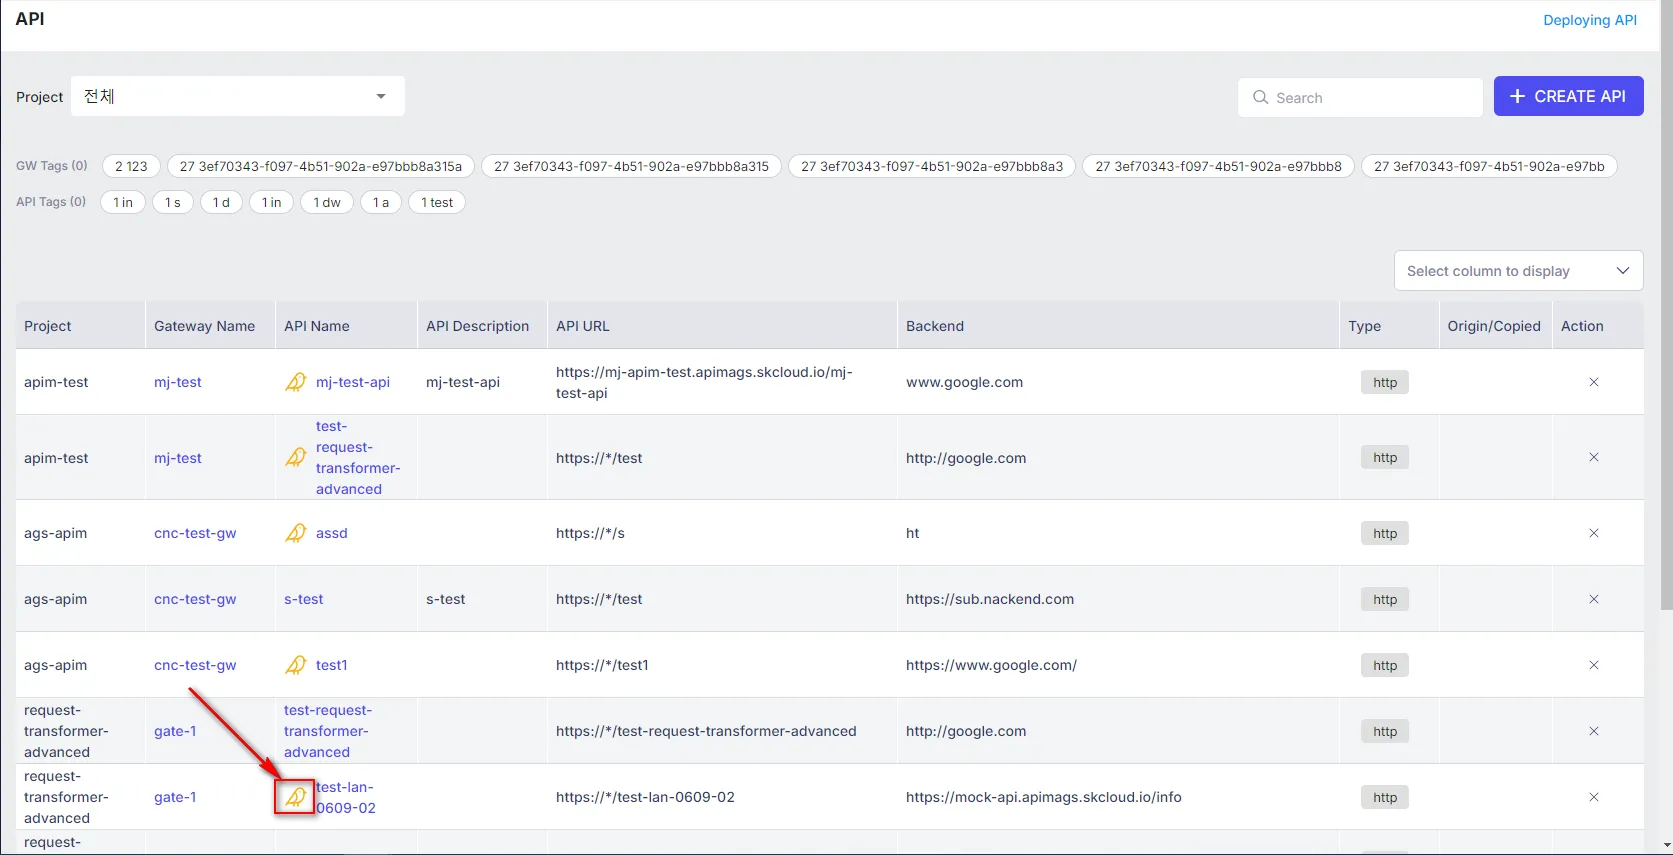 API
Deploying API
Project 전체
Search
CREATE API
GW Tags (0) 2 123 27 3ef70343-f097-4b51-902a-e97bbb8a315a 27 3ef70343-f097-4b51-902a-e97bbb8a315 27 3ef70343-f097-4b51-902a-e97bbb8a3 27 3ef70343-f097-4b51-902a-e97bbb8 27 3ef70343-f097-4b51-902a-e97bb
API Tags (0) 1 in 1 s 1 d 1 in 1 dw 1 a 1 test
Select column to display
Project Gateway Name API Name API Description API URL Backend Type Origin/Copied Action
apim-test mj-test mj-test-api mj-test-api https://mj-apim-test.apimags.skcloud.io/mj-
test-api www.google.com http
apim-test mj-test test-
request-
transformer-
advanced https://*/test http://google.com http
ags-apim cnc-test-gw assd https://*/s ht http
ags-apim cnc-test-gw s-test s-test https://*/test https://sub.nackend.com http
ags-apim cnc-test-gw test1 https://*/test1 https://www.google.com/ http
request-
transformer-
advanced gate-1 test-request-
transformer-
advanced https://*/test-request-transformer-advanced http://google.com http
request-
transformer-
advanced gate-1 test-lan-
0609-02 https://*/test-lan-0609-02 https://mock-api.apimags.skcloud.io/info http
request-